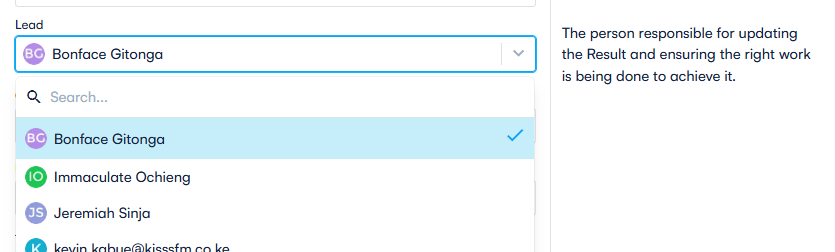 Lead
BG Bonface Gitonga
Search...
BG Bonface Gitonga
IO Immaculate Ochieng
JS Jeremiah Sinja
K kevin.kabue@kissfm.co.ke
The person responsible for updating
the Result and ensuring the right work
is being done to achieve it.